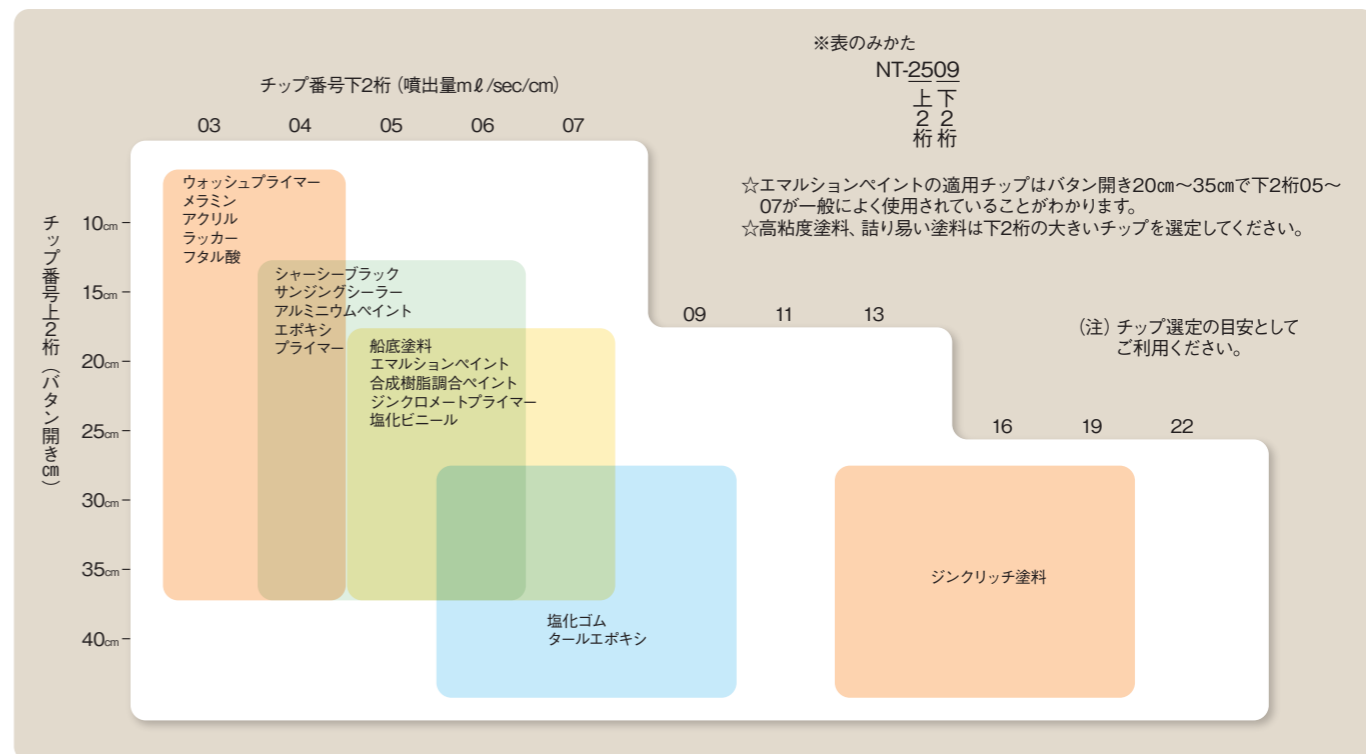 ※表のみかた
NT-2509
上2桁
下2桁
チップ番号下2桁（噴出量mℓ/sec/cm）
03 04 05 06 07
☆エマルションペイントの適用チップはバタン開き20㎝～35㎝で下2桁05～
07が一般によく使用されていることがわかります。
☆高粘度塗料、詰り易い塗料は下2桁の大きいチップを選定してください。
（注）チップ選定の目安として
ご利用ください。
09 11 13
16 19 22
チップ番号上2桁（バタン開き㎝）
10㎝
15㎝
20㎝
25㎝
30㎝
35㎝
40㎝
ウォッシュプライマー
メラミン
アクリル
ラッカー
フタル酸
シャーシーブラック
サンジングシーラー
アルミニウムペイント
エポキシ
プライマー
船底塗料
エマルションペイント
合成樹脂調合ペイント
ジンクロメートプライマー
塩化ビニール
塩化ゴム
タールエポキシ
ジンクリッチ塗料